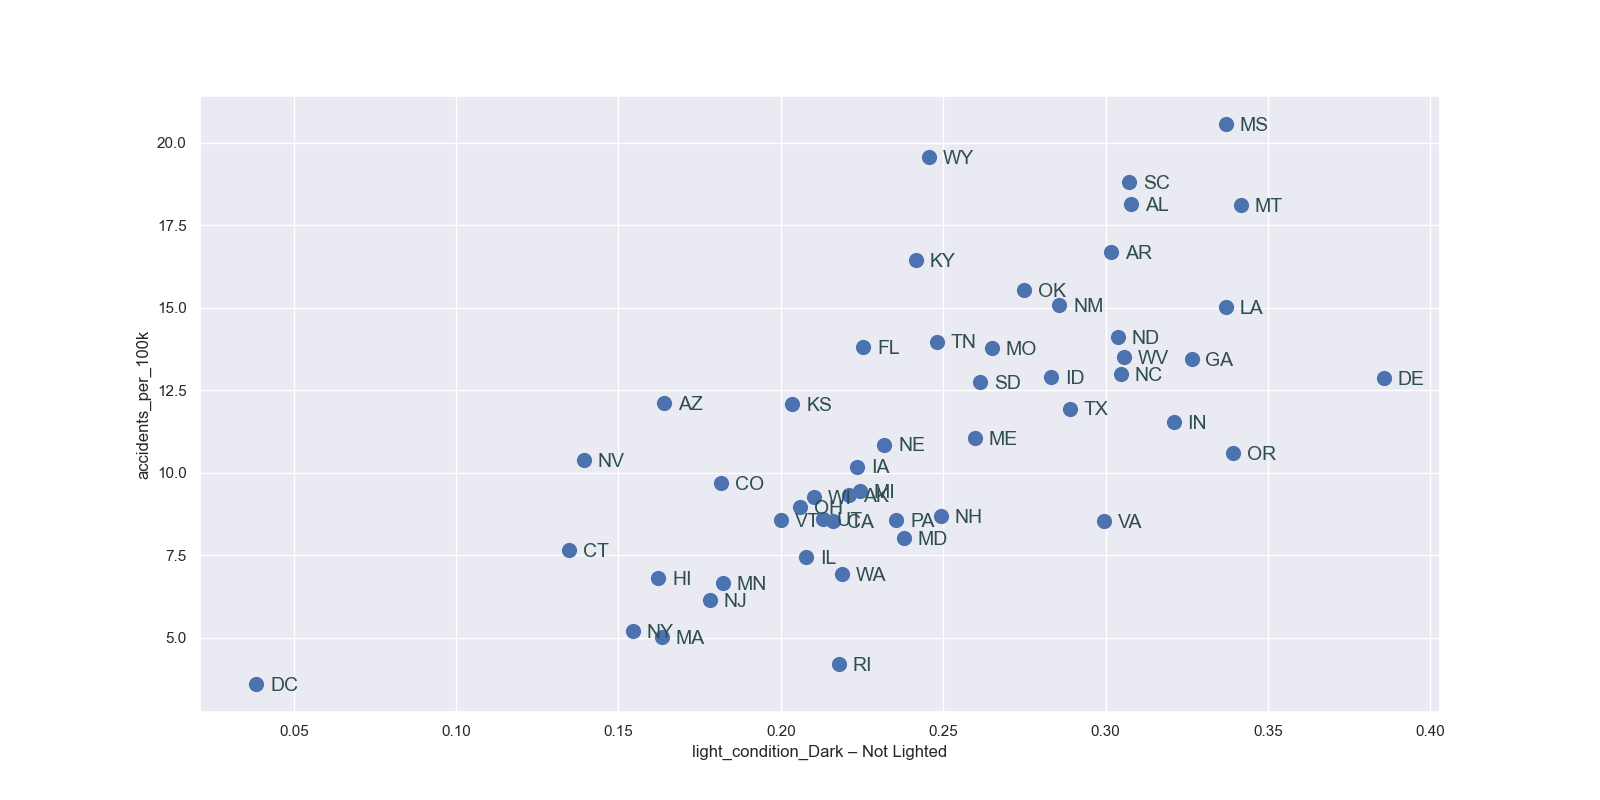 MS
20.0
WY
SC
AL
MT
17.5
AR
KY
OK
NM
15.0
LA
ND
TN
FL
MO
WV
GA
NC
ID
DE
SD
12.5
AZ
KS
TX
IN
ME
NE
OR
NV
IA
10.0
CO
MI
AK
WI
OH
NH
VT
UT
CA
PA
VA
MD
CT
7.5
IL
HI
WA
MN
NJ
NY
MA
5.0
RI
DC
accidents_per_100k
0.05 0.10 0.15 0.20 0.25 0.30 0.35 0.40
light_condition_Dark – Not Lighted